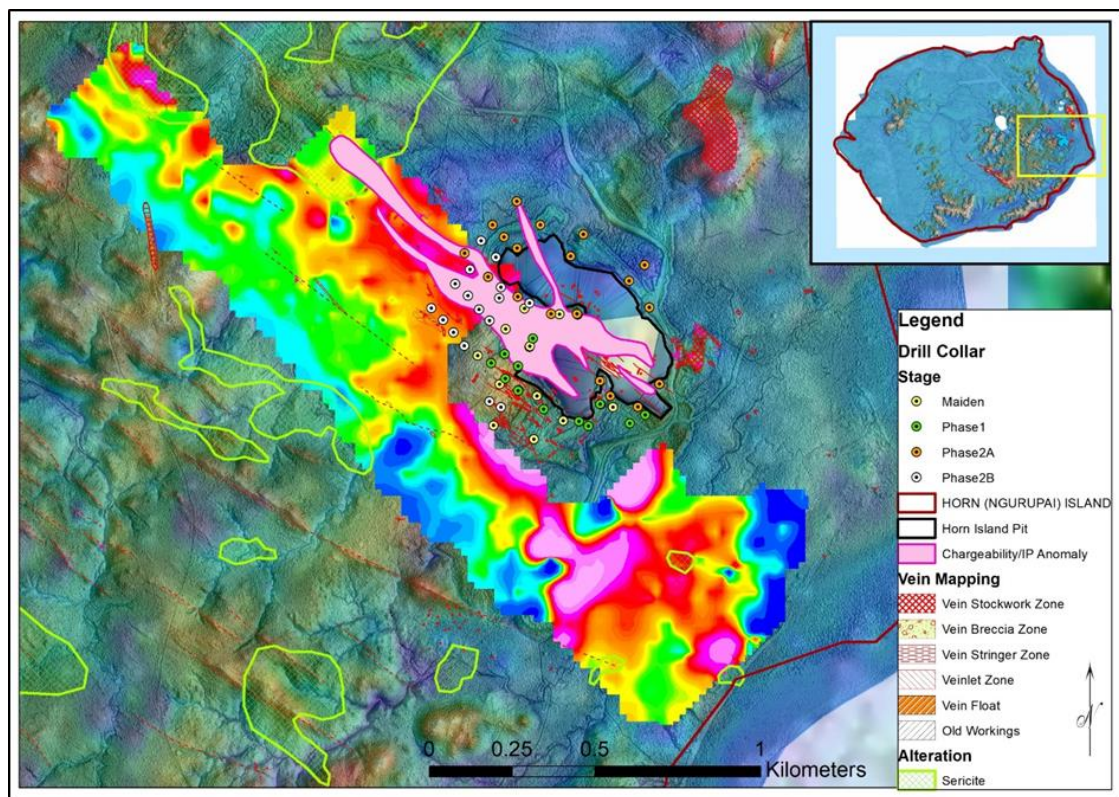 Legend
Drill Collar
Stage
Maiden
Phase1
Phase2A
Phase2B
HORN (NGURUPAI) ISLAND
Horn Island Pit
Chargeability/IP Anomaly
Vein Mapping
Vein Stockwork Zone
Vein Breccia Zone
Vein Stringer Zone
Veinlet Zone
Vein Float
Old Workings
N
Alteration
Sericite
0 0.25 0.5 1
Kilometers